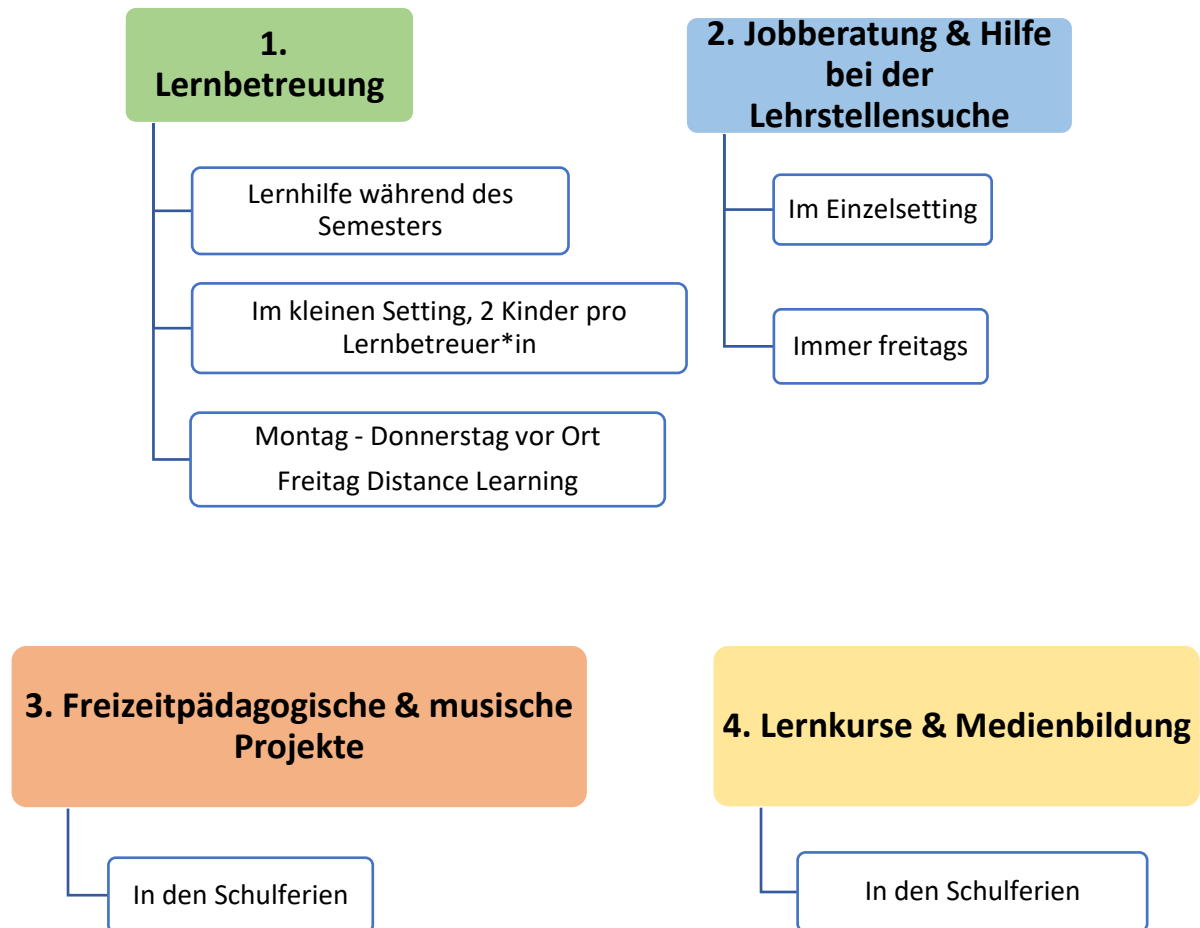 1.
Lernbetreuung
Lernhilfe während des
Semesters
Im kleinen Setting, 2 Kinder pro
Lernbetreuer*in
Montag - Donnerstag vor Ort
Freitag Distance Learning
2. Jobberatung & Hilfe
bei der
Lehrstellensuche
Im Einzelsetting
Immer freitags
3. Freizeitpädagogische & musische
Projekte
In den Schulferien
4. Lernkurse & Medienbildung
In den Schulferien